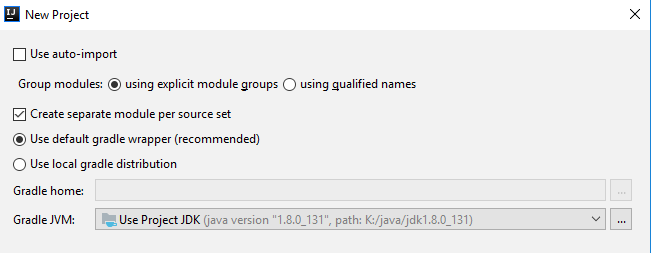 New Project
Use auto-import
Group modules: using explicit module groups using qualified names
Create separate module per source set
Use default gradle wrapper (recommended)
Use local gradle distribution
Gradle home: ...
Gradle JVM: Use Project JDK (java version "1.8.0_131", path: K:/java/jdk1.8.0_131) ...